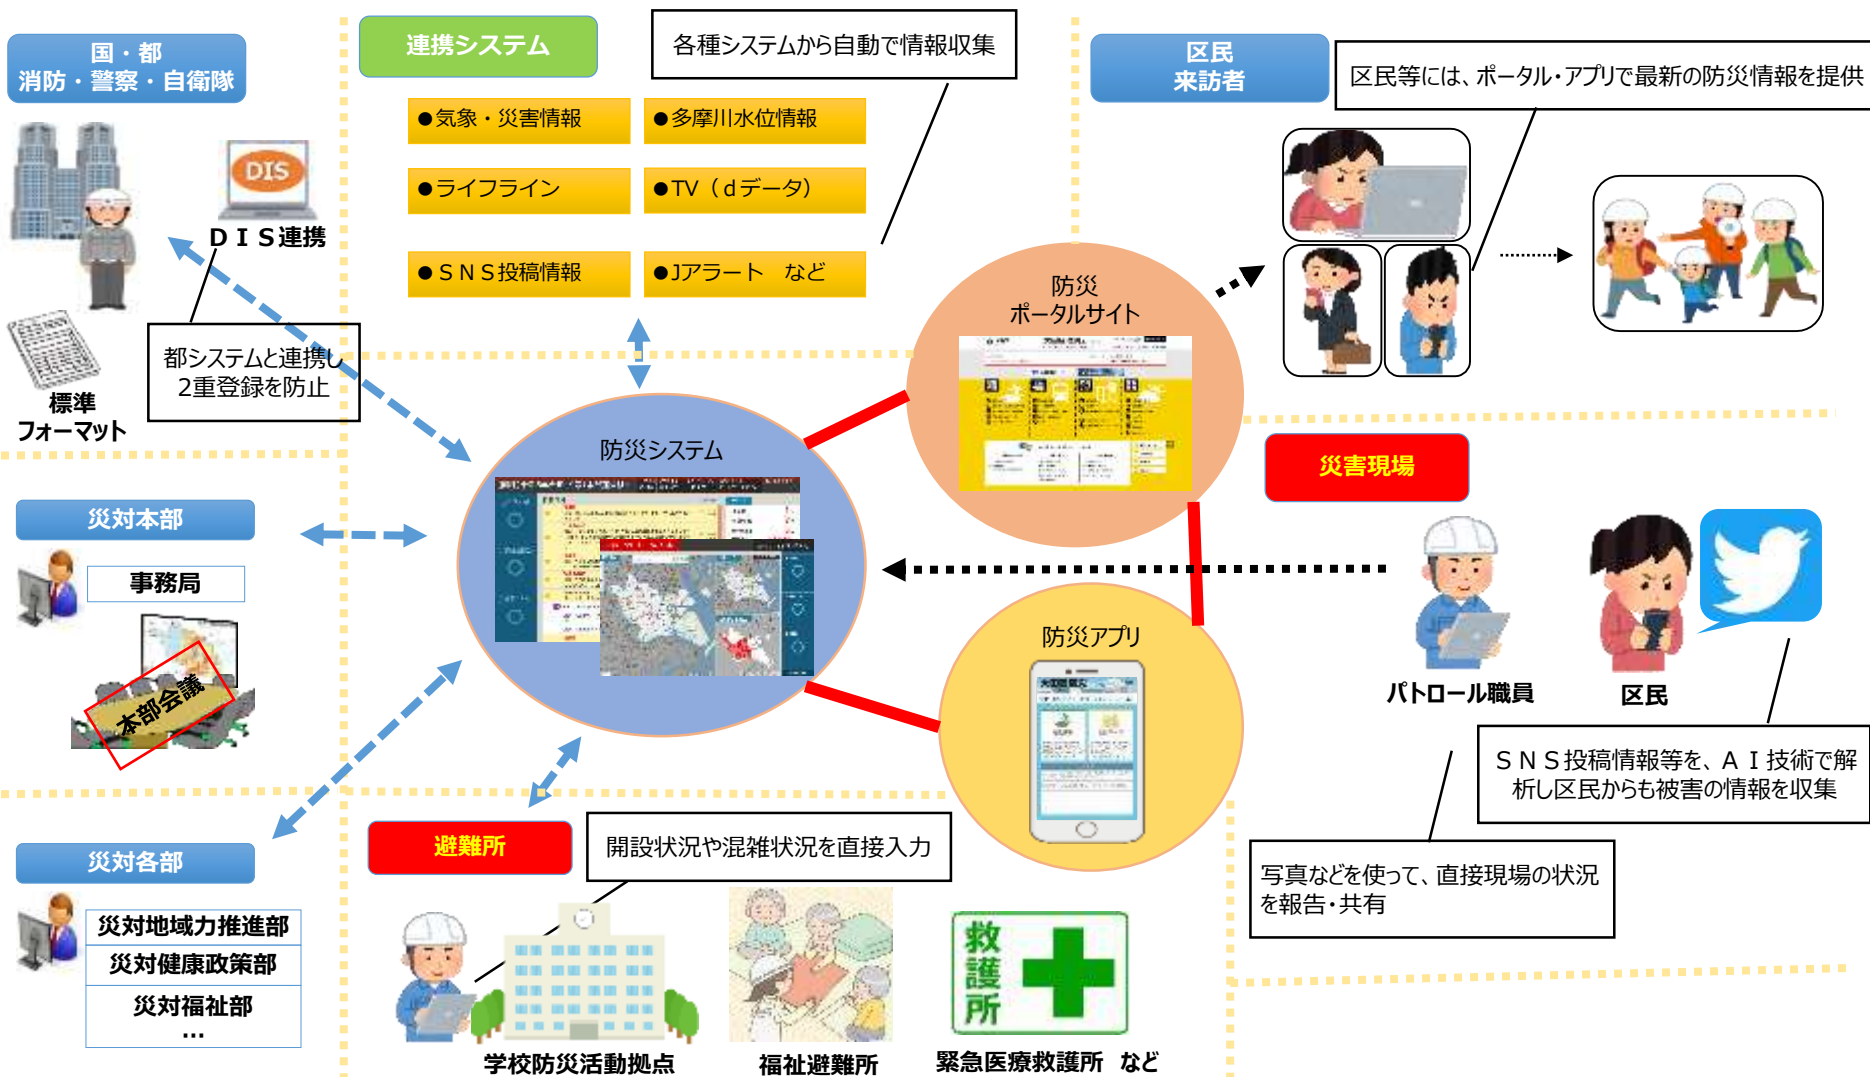 国・都
消防・警察・自衛隊
DIS
ＤＩＳ連携
都システムと連携し
2重登録を防止
標準
フォーマット
連携システム
各種システムから自動で情報収集
●気象・災害情報
●多摩川水位情報
●ライフライン
●TV（ｄデータ）
●ＳＮＳ投稿情報
●Jアラート　など
区民
来訪者
区民等には、ポータル・アプリで最新の防災情報を提供
防災
ポータルサイト
防災システム
防災アプリ
災害現場
パトロール職員
区民
ＳＮＳ投稿情報等を、ＡＩ技術で解
析し区民からも被害の情報を収集
写真などを使って、直接現場の状況
を報告・共有
災対本部
事務局
本部会議
災対各部
災対地域力推進部
災対健康政策部
災対福祉部
…
避難所
開設状況や混雑状況を直接入力
学校防災活動拠点
福祉避難所
救護所
緊急医療救護所　など